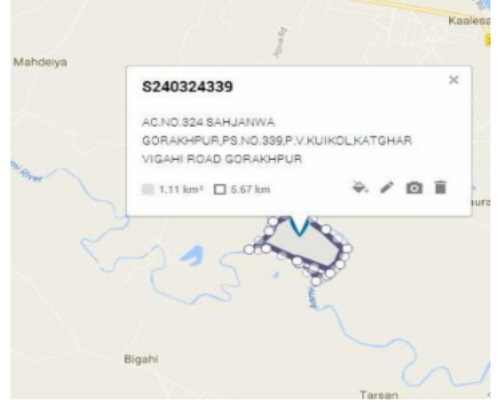 Kaales
Mahdeiya
S240324339
AC.NO.324 SAHJANWA
GORAKHPUR,PS.NO.339,P.V.KUIKOL,KATGHAR
VIGAHI ROAD GORAKHPUR
1.11 km² 5.67 km
aura
Bigahi
Tarsan